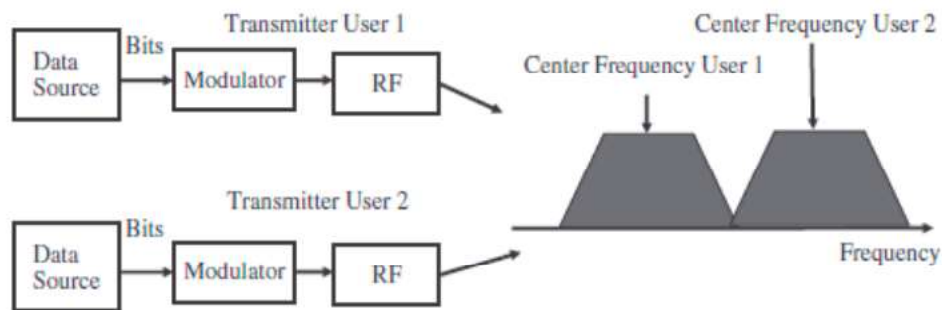 Transmitter User 1
Center Frequency User 2
Data
Source
Bits
Modulator
RF
Center Frequency User 1
Transmitter User 2
Data
Source
Bits
Modulator
RF
Frequency